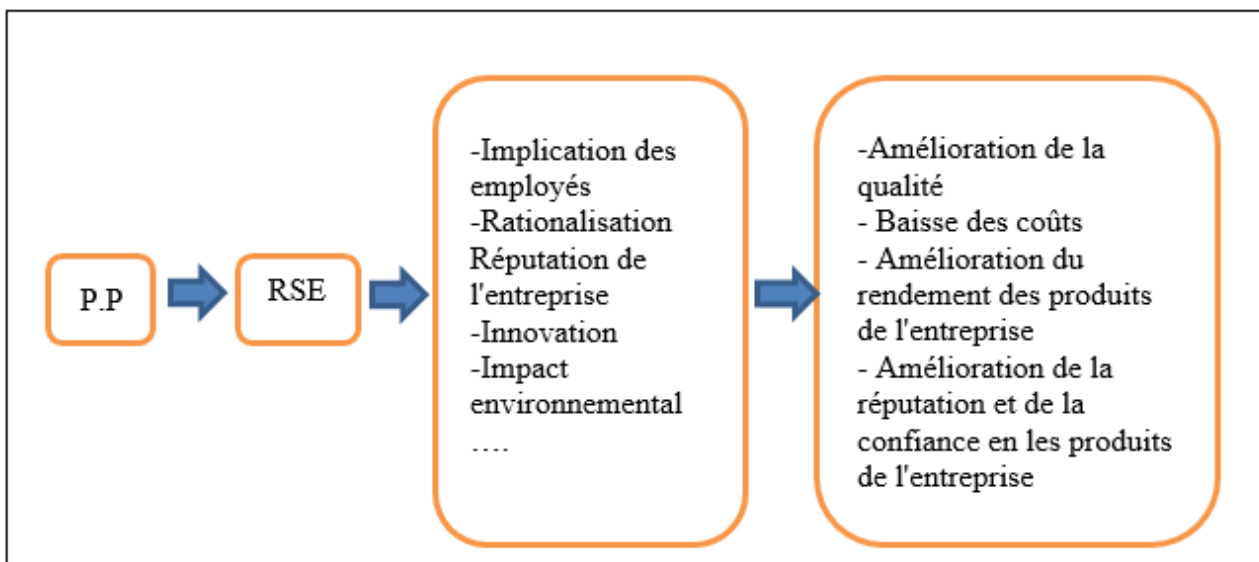 P.P
RSE
-Implication des
employés
-Rationalisation
Réputation de
l'entreprise
-Innovation
-Impact
environnemental
....
-Amélioration de la
qualité
- Baisse des coûts
- Amélioration du
rendement des produits
de l'entreprise
- Amélioration de la
réputation et de la
confiance en les produits
de l'entreprise